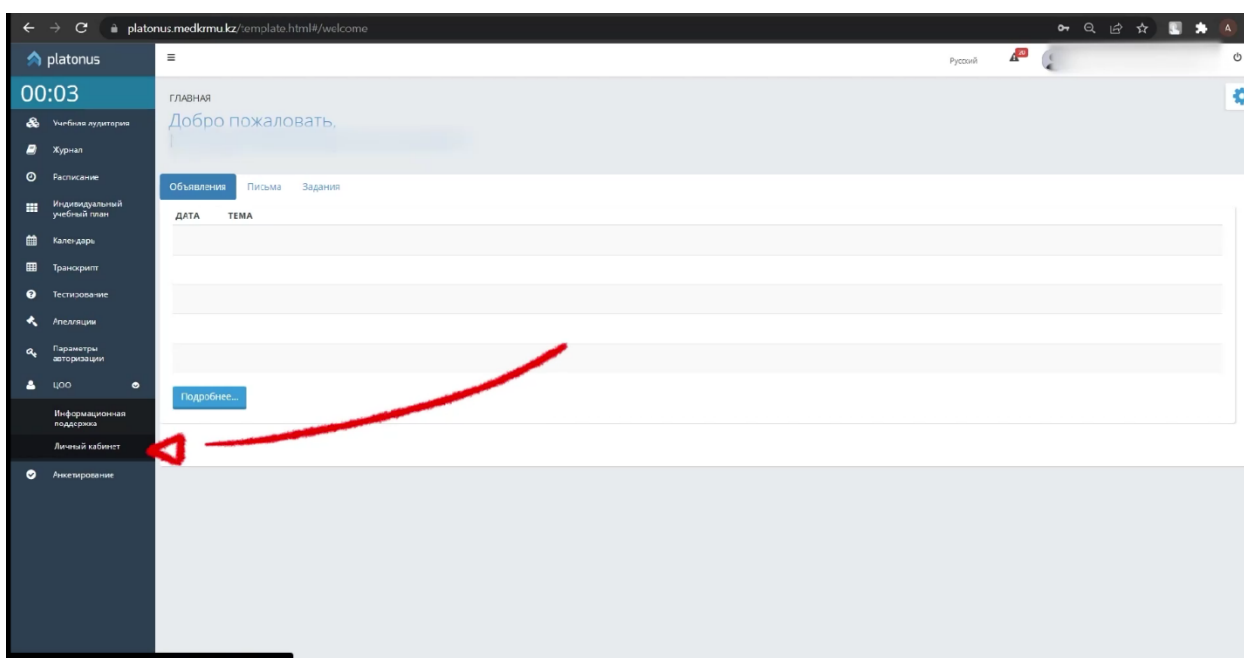 platonus.medkrmu.kz/template.html#/welcome
A
platonus
Русский
20
00:03
ГЛАВНАЯ
Добро пожаловать,
Учебная аудитория
Журнал
Расписание
Индивидуальный
учебный план
Календарь
Транскрипт
Тестирование
Апелляции
Параметры
авторизации
ЦОО
Информационная
поддержка
Личный кабинет
Анкетирование
Объявления Письма Задания
ДАТА ТЕМА
Подробнее...